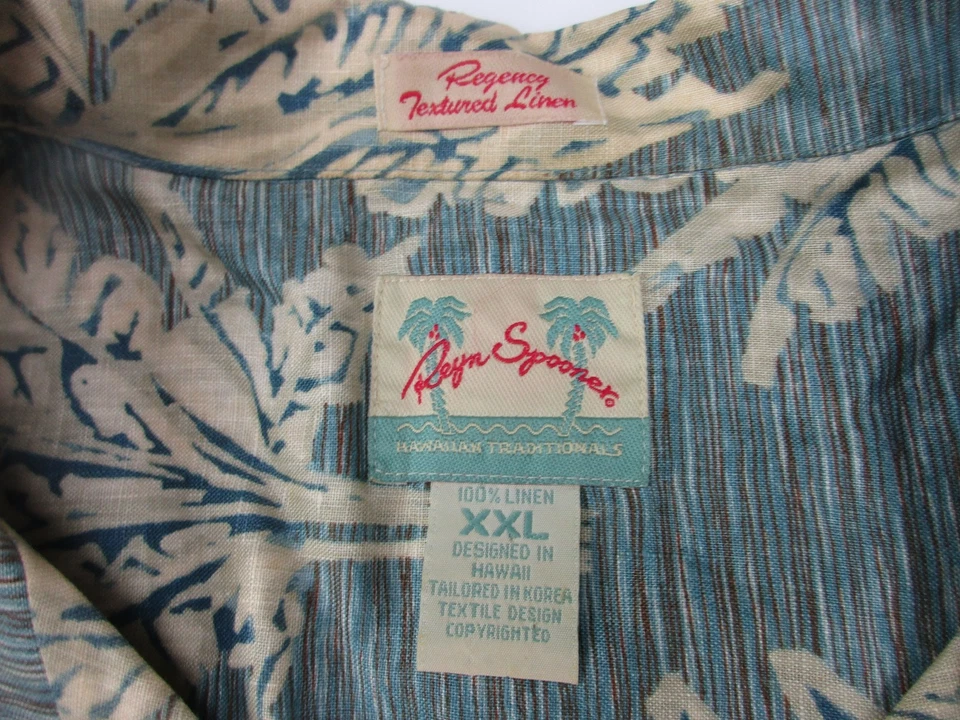 Regency
Textured Linen
Reyn Spooner®
HAWAIIAN TRADITIONALS
100% LINEN
XXL
DESIGNED IN
HAWAII
TAILORED IN KOREA
TEXTILE DESIGN
COPYRIGHTED